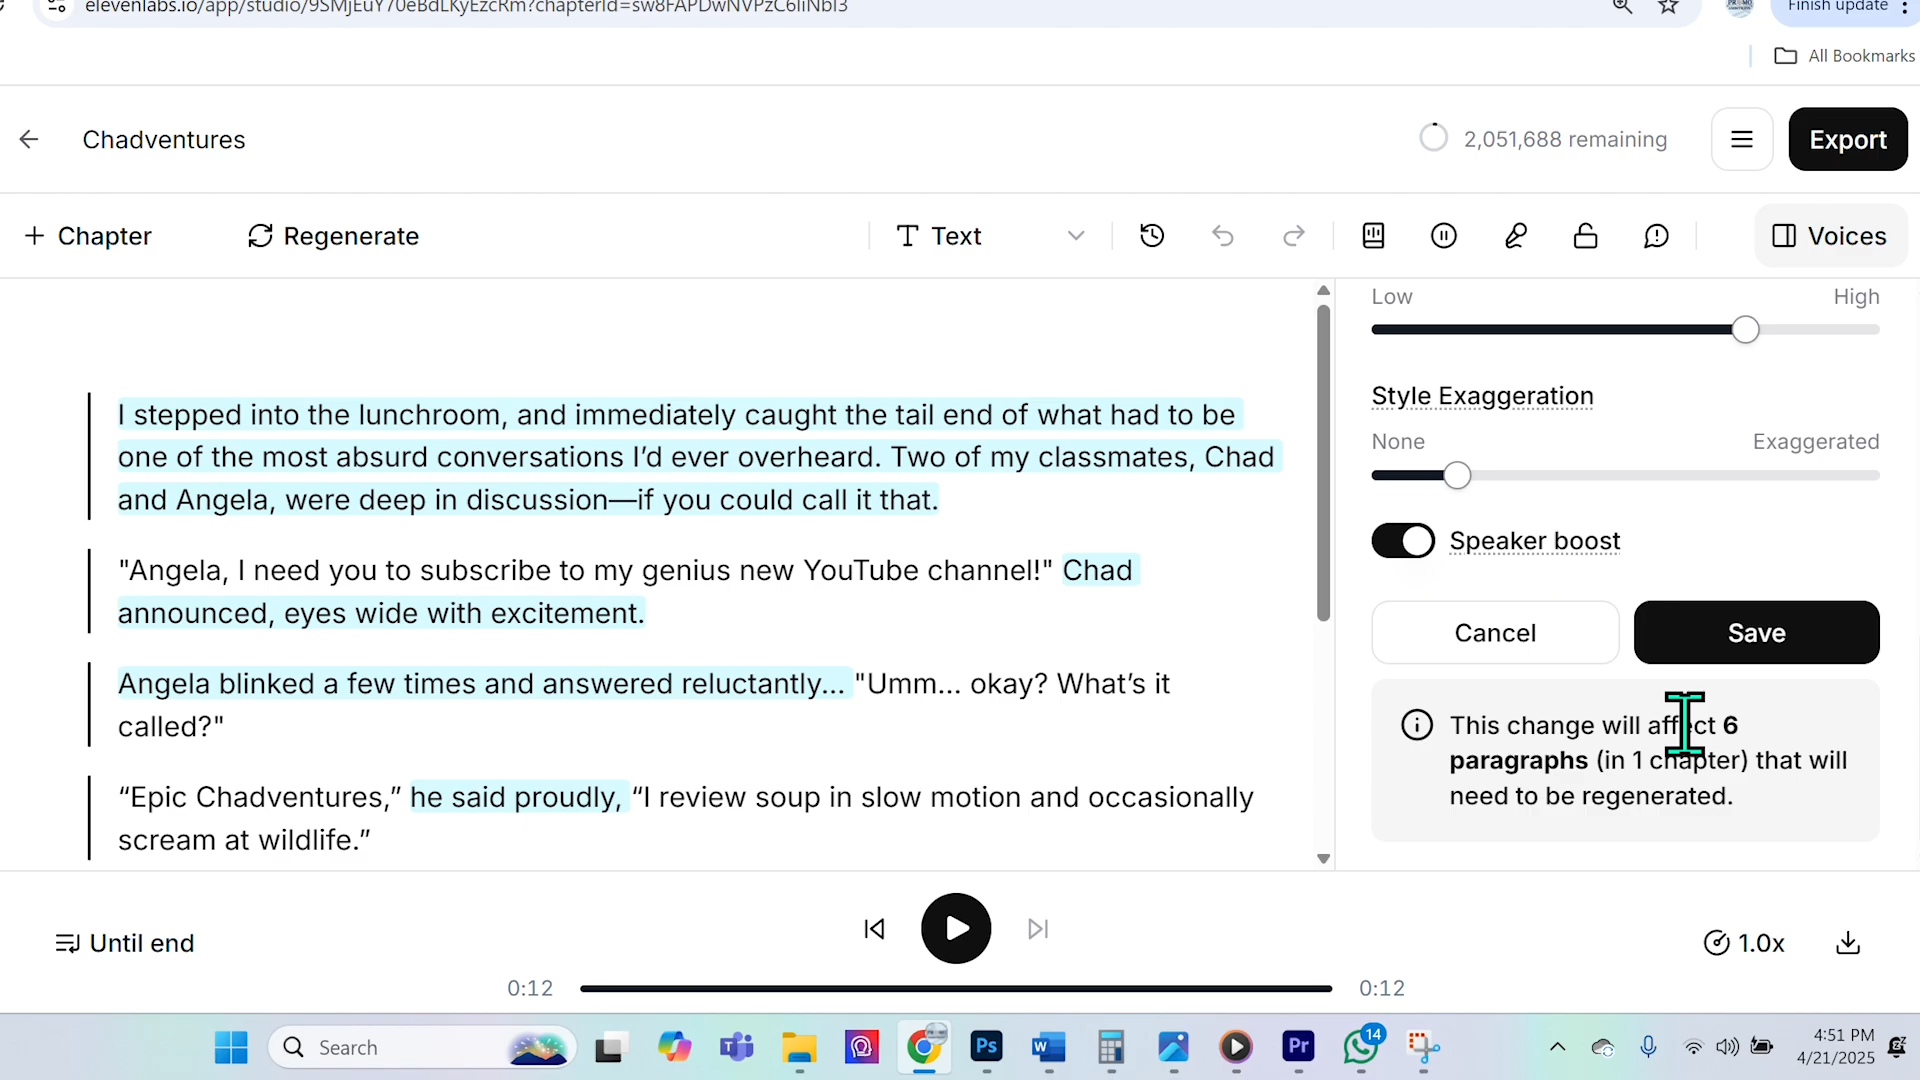 Finish update
All Bookmarks
Chadventures
2,051,688 remaining
Export
Chapter
Regenerate
Text
Voices
Low
High
Style Exaggeration
None
Exaggerated
Speaker boost
Cancel
Save
This change will affect 6
paragraphs (in 1 chapter) that will
need to be regenerated.
I stepped into the lunchroom, and immediately caught the tail end of what had to be
one of the most absurd conversations I’d ever overheard. Two of my classmates, Chad
and Angela, were deep in discussion—if you could call it that.
"Angela, I need you to subscribe to my genius new YouTube channel!" Chad
announced, eyes wide with excitement.
Angela blinked a few times and answered reluctantly... "Umm... okay? What’s it
called?"
“Epic Chadventures,” he said proudly, “I review soup in slow motion and occasionally
scream at wildlife.”
Until end
1.0x
0:12
0:12
Search
Ps
W
Pr
14
4:51 PM
4/21/2025